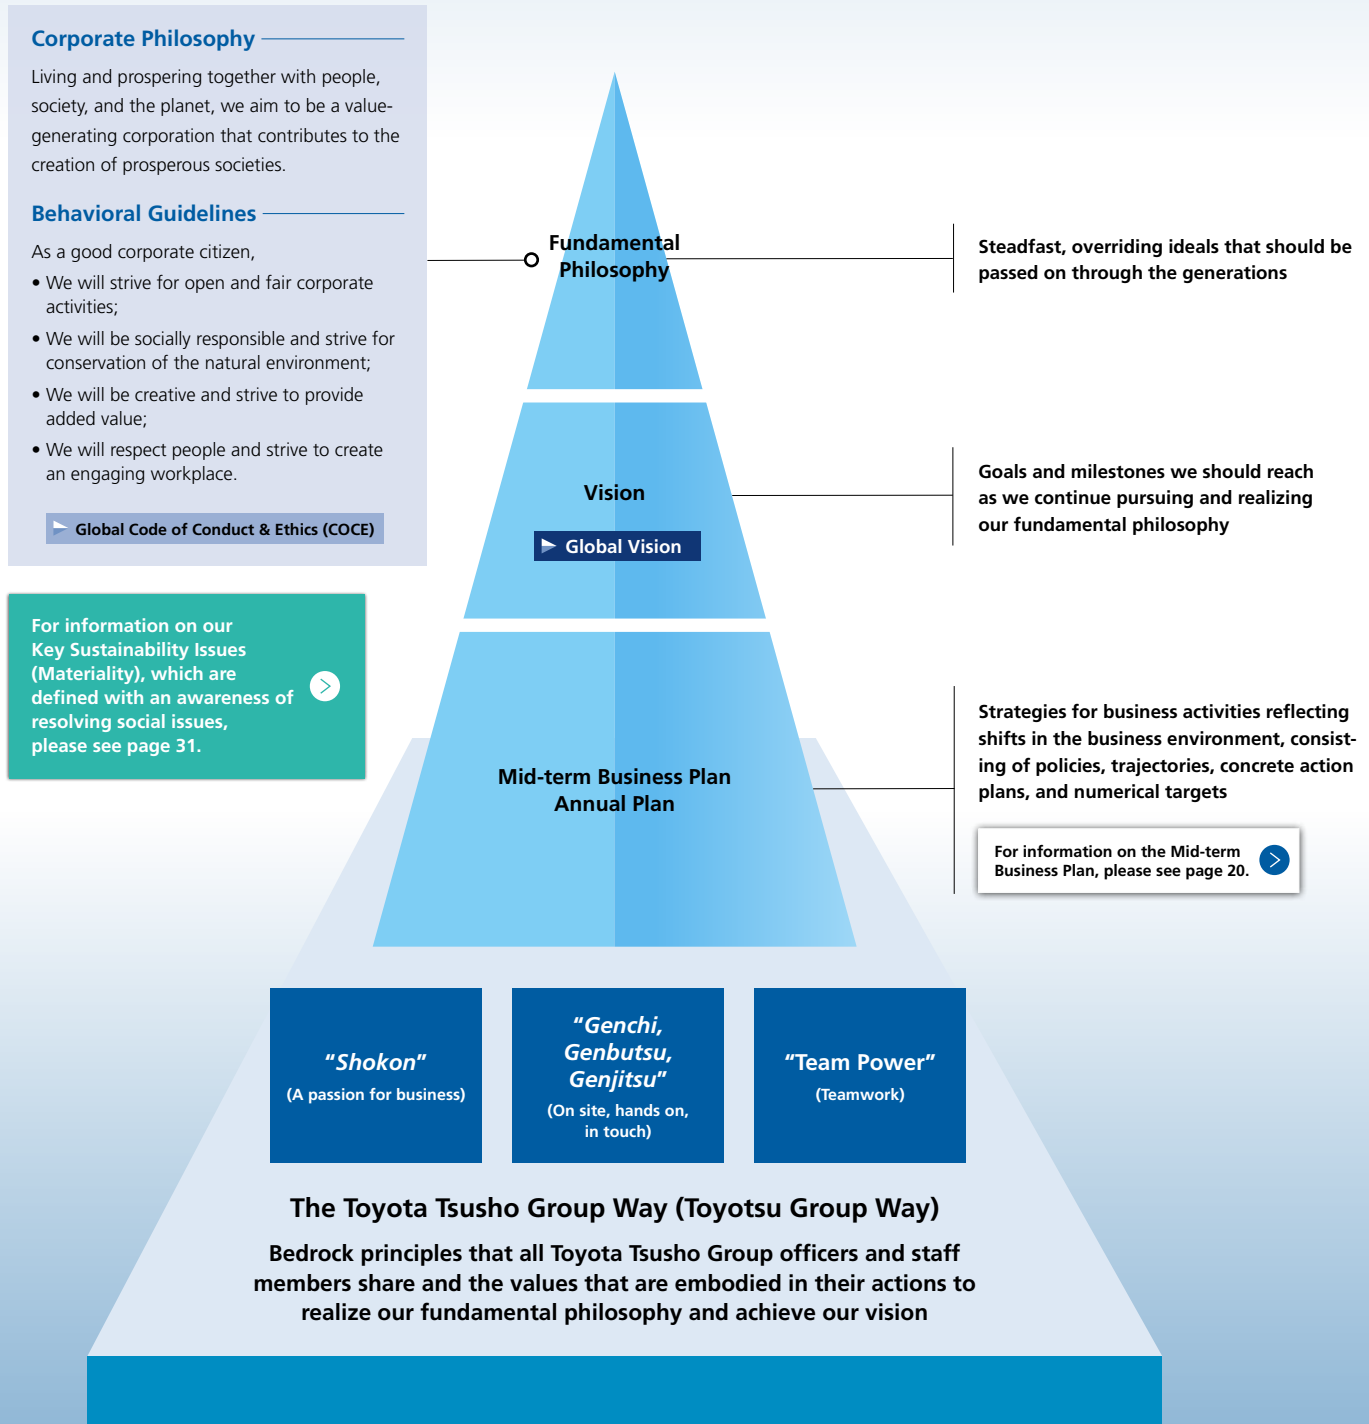 Corporate Philosophy
Living and prospering together with people,
society, and the planet, we aim to be a value-
generating corporation that contributes to the
creation of prosperous societies.
Behavioral Guidelines
As a good corporate citizen,
• We will strive for open and fair corporate
activities;
• We will be socially responsible and strive for
conservation of the natural environment;
• We will be creative and strive to provide
added value;
• We will respect people and strive to create
an engaging workplace.
Global Code of Conduct & Ethics (COCE)
For information on our
Key Sustainability Issues
(Materiality), which are
defined with an awareness of
resolving social issues,
please see page 31.
Fundamental
Philosophy
Steadfast, overriding ideals that should be
passed on through the generations
Vision
Global Vision
Goals and milestones we should reach
as we continue pursuing and realizing
our fundamental philosophy
Mid-term Business Plan
Annual Plan
Strategies for business activities reflecting
shifts in the business environment, consist-
ing of policies, trajectories, concrete action
plans, and numerical targets
For information on the Mid-term
Business Plan, please see page 20.
"Shokon"
(A passion for business)
"Genchi,
Genbutsu,
Genjitsu"
(On site, hands on,
in touch)
"Team Power"
(Teamwork)
The Toyota Tsusho Group Way (Toyotsu Group Way)
Bedrock principles that all Toyota Tsusho Group officers and staff
members share and the values that are embodied in their actions to
realize our fundamental philosophy and achieve our vision